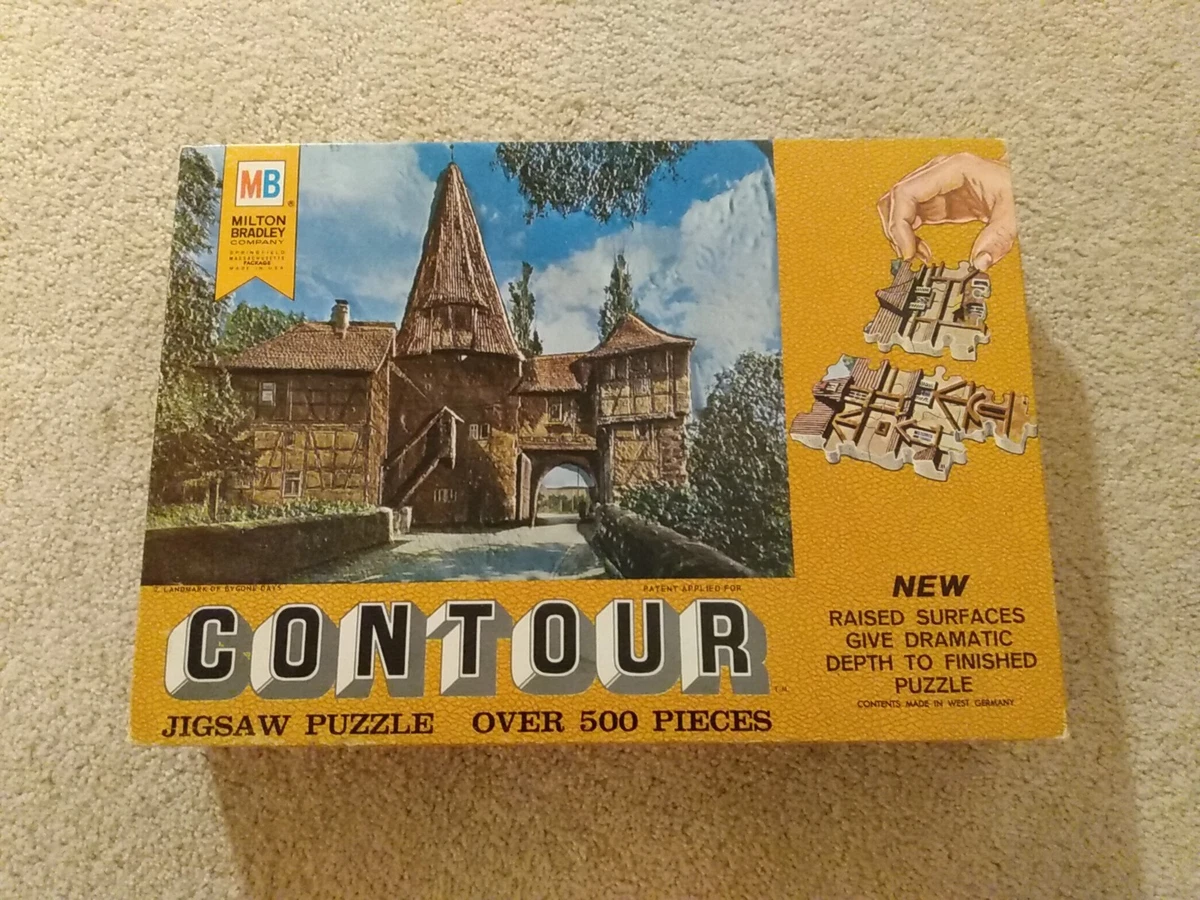 MB
®
MILTON
BRADLEY
COMPANY
SPRINGFIELD
MASSACHUSETTS
PACKAGE
MADE IN USA
LANDMARK OF BYGONE DAYS
PATENT APPLIED FOR
CONTOUR
T.M.
JIGSAW PUZZLE OVER 500 PIECES
NEW
RAISED SURFACES
GIVE DRAMATIC
DEPTH TO FINISHED
PUZZLE
CONTENTS MADE IN WEST GERMANY